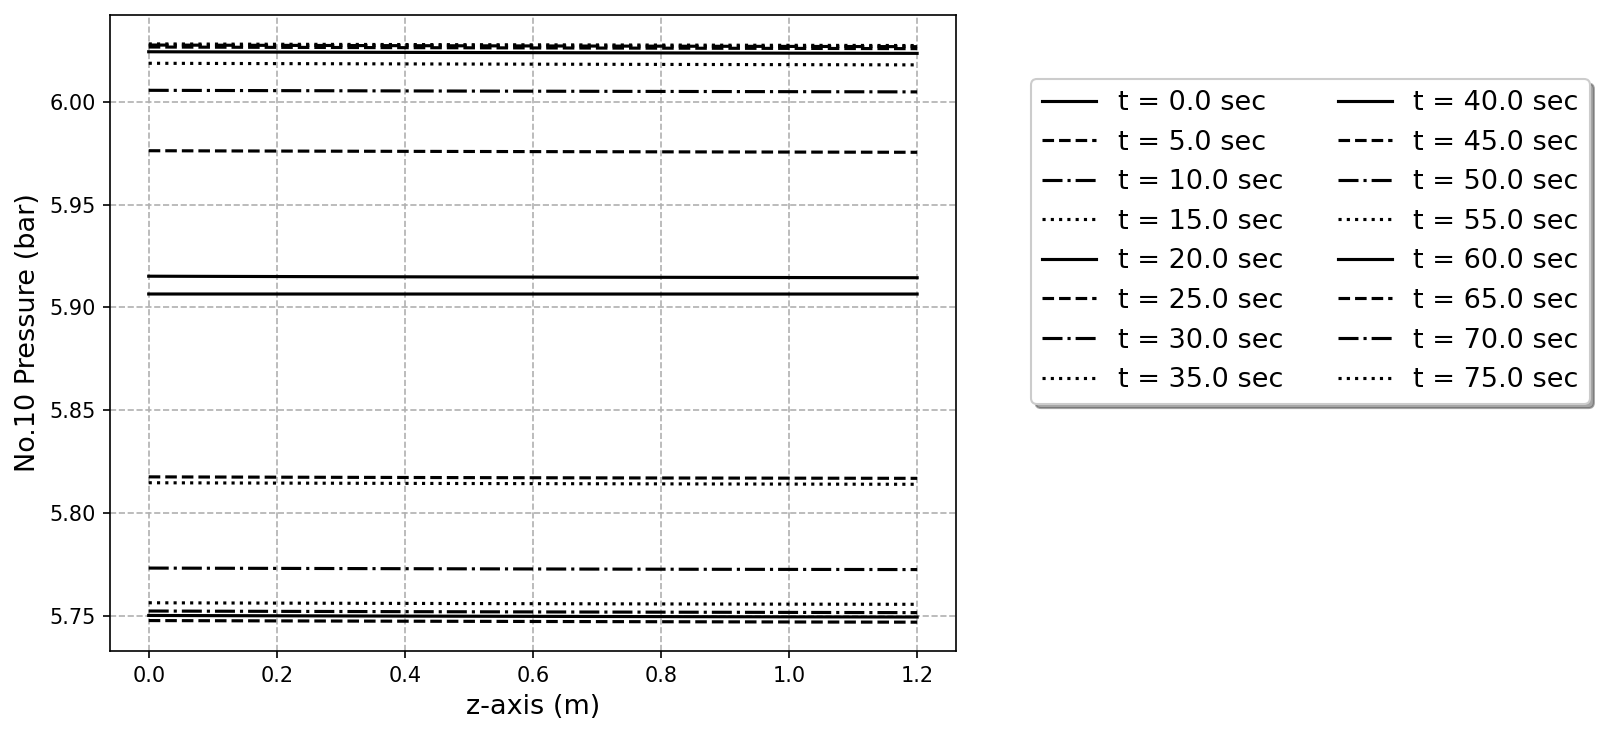 No.10 Pressure (bar)
6.00
5.95
5.90
5.85
5.80
5.75
0.0 0.2 0.4 0.6 0.8 1.0 1.2
z-axis (m)
t = 0.0 sec
t = 5.0 sec
t = 10.0 sec
t = 15.0 sec
t = 20.0 sec
t = 25.0 sec
t = 30.0 sec
t = 35.0 sec
t = 40.0 sec
t = 45.0 sec
t = 50.0 sec
t = 55.0 sec
t = 60.0 sec
t = 65.0 sec
t = 70.0 sec
t = 75.0 sec